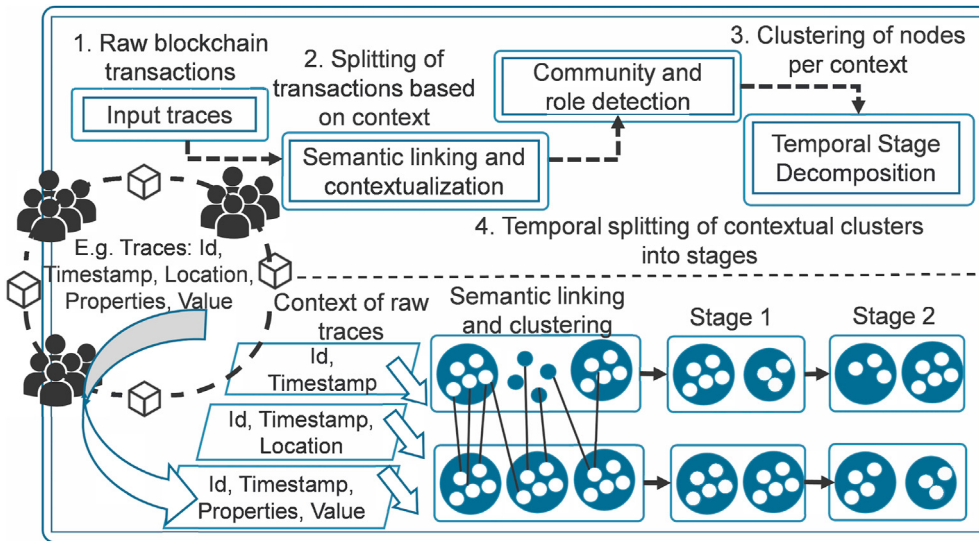 1. Raw blockchain
transactions
Input traces
2. Splitting of
transactions based
on context
Semantic linking and
contextualization
Community and
role detection
3. Clustering of nodes
per context
Temporal Stage
Decomposition
4. Temporal splitting of contextual clusters
into stages
E.g. Traces: Id,
Timestamp, Location,
Properties, Value
Context of raw
traces
Id,
Timestamp
Id, Timestamp,
Location
Id, Timestamp,
Properties, Value
Semantic linking
and clustering
Stage 1
Stage 2